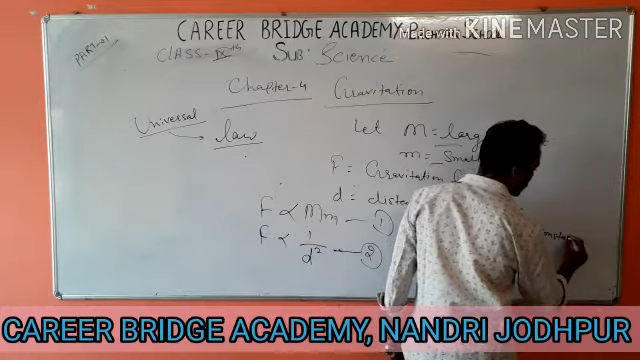 CAREER BRIDGE ACADEMY
Made with KINEMASTER
PART-01
CLASS-IXth SUB: Science
Chapter-4 Gravitation
Universal
law
Let M = larg
m = Small
F = Gravitation
d = dista
F ∝ Mm — ①
F ∝ 1/d² — ②
CAREER BRIDGE ACADEMY, NANDRI JODHPUR